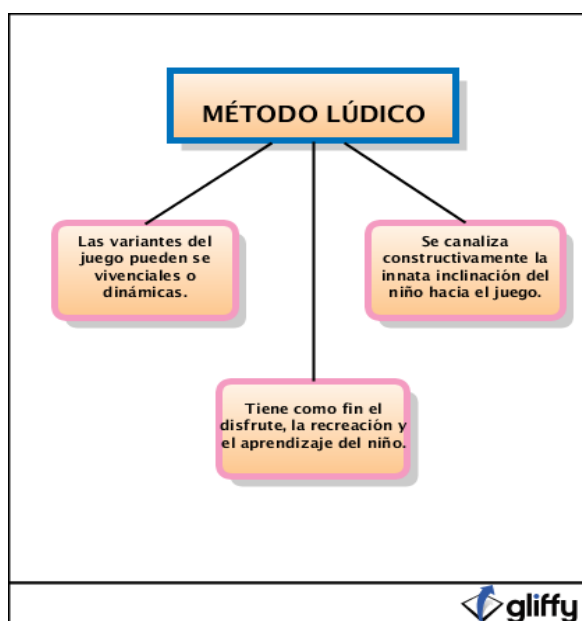 MÉTODO LÚDICO
Las variantes del
juego pueden se
vivenciales o
dinámicas.
Se canaliza
constructivamente la
innata inclinación del
niño hacia el juego.
Tiene como fin el
disfrute, la recreación y
el aprendizaje del niño.
gliffy